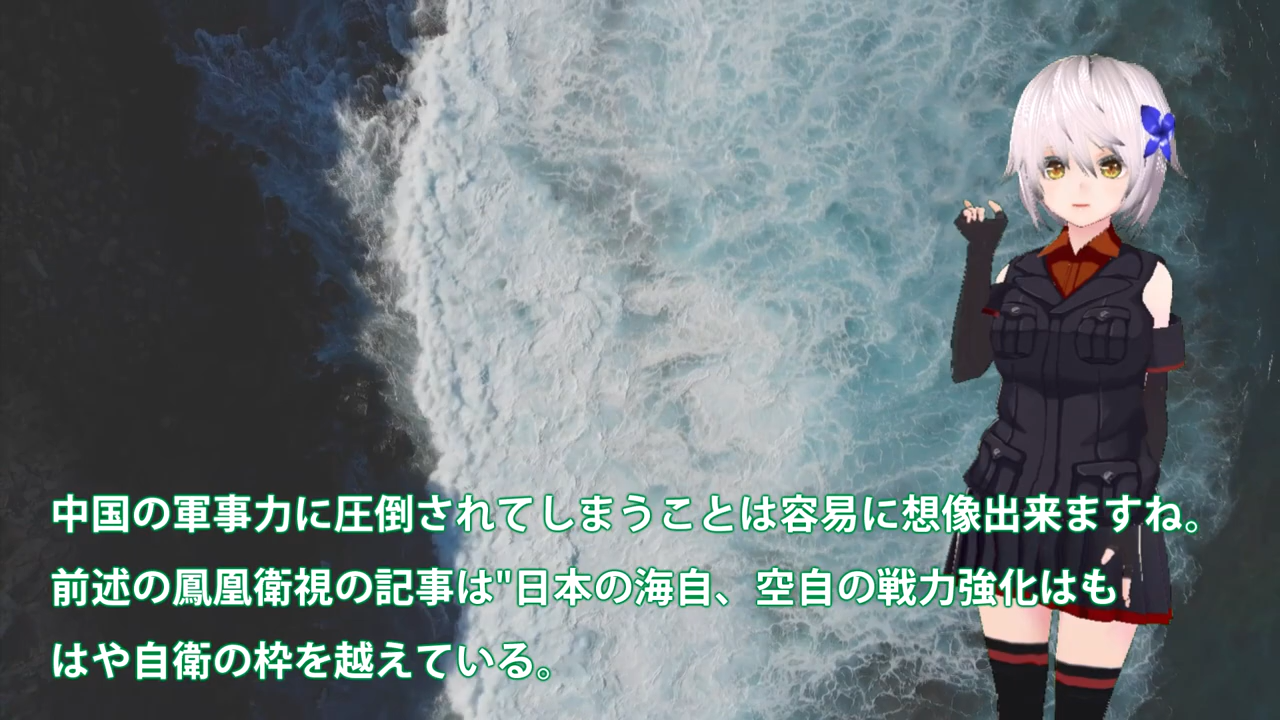 中国の軍事力に圧倒されてしまうことは容易に想像出来ますね。
前述の鳳凰衛視の記事は"日本の海自、空自の戦力強化はも
はや自衛の枠を越えている。